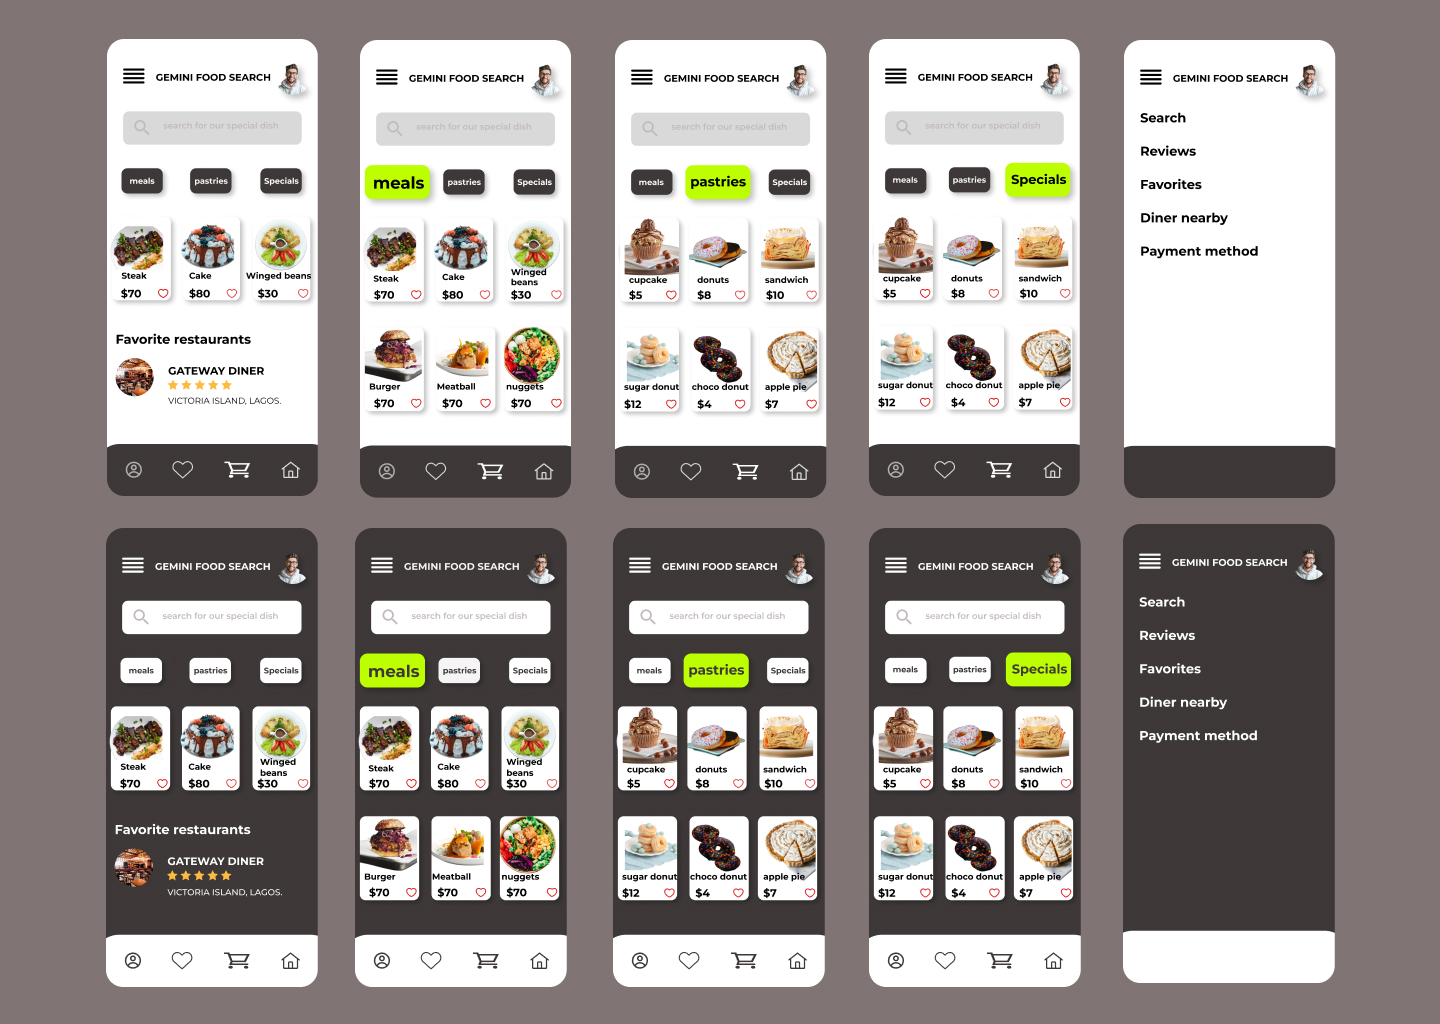 GEMINI FOOD SEARCH
search for our special dish
meals pastries Specials
Steak Cake Winged beans
$70 $80 $30
Favorite restaurants
GATEWAY DINER
VICTORIA ISLAND, LAGOS.
GEMINI FOOD SEARCH
search for our special dish
meals pastries Specials
Steak Cake Winged
beans
$70 $80 $30
Burger Meatball nuggets
$70 $70 $70
GEMINI FOOD SEARCH
search for our special dish
meals pastries Specials
cupcake donuts sandwich
$5 $8 $10
sugar donut choco donut apple pie
$12 $4 $7
GEMINI FOOD SEARCH
search for our special dish
meals pastries Specials
cupcake donuts sandwich
$5 $8 $10
sugar donut choco donut apple pie
$12 $4 $7
GEMINI FOOD SEARCH
Search
Reviews
Favorites
Diner nearby
Payment method
GEMINI FOOD SEARCH
search for our special dish
meals pastries Specials
Steak Cake Winged
beans
$70 $80 $30
Favorite restaurants
GATEWAY DINER
VICTORIA ISLAND, LAGOS.
GEMINI FOOD SEARCH
search for our special dish
meals pastries Specials
Steak Cake Winged
beans
$70 $80 $30
Burger Meatball nuggets
$70 $70 $70
GEMINI FOOD SEARCH
search for our special dish
meals pastries Specials
cupcake donuts sandwich
$5 $8 $10
sugar donut choco donut apple pie
$12 $4 $7
GEMINI FOOD SEARCH
search for our special dish
meals pastries Specials
cupcake donuts sandwich
$5 $8 $10
sugar donut choco donut apple pie
$12 $4 $7
GEMINI FOOD SEARCH
Search
Reviews
Favorites
Diner nearby
Payment method